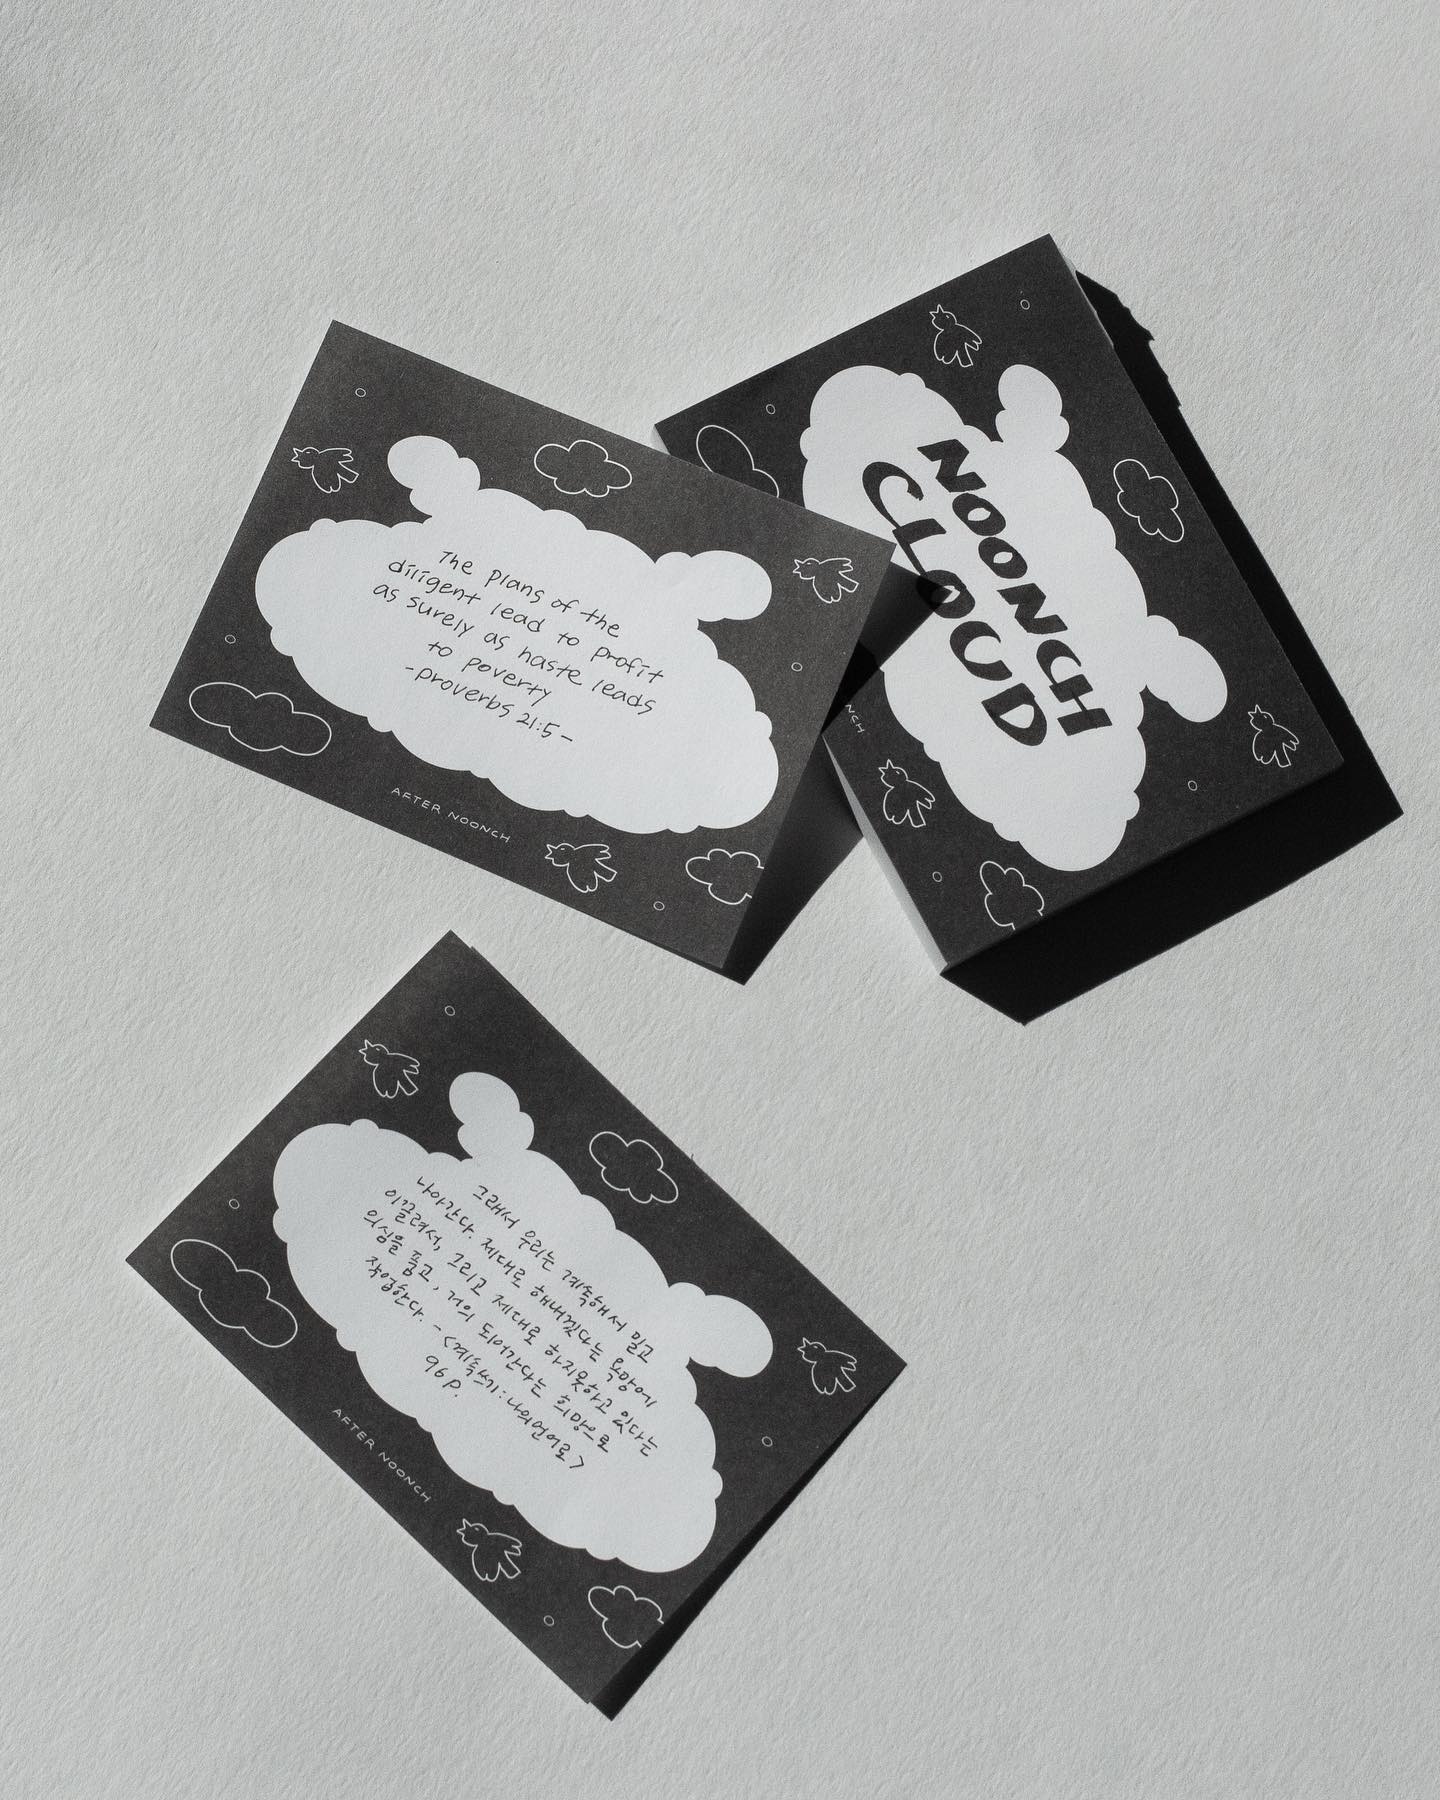 The plans of the
diligent lead to profit
as surely as haste leads
to poverty
-proverbs 21:5-
AFTER NOONCH
NOONCH
CLOUD
NCH
그래서 우리는 계속해서 밀고
나아간다. 제대로 해내겠다는 욕망에
이끌려서, 그리고 제대로 하지못하고 있다는
의심을 품고, 거의 되어간다는 희망으로
작업한다. - <계속쓰기:나의언어로>
96p.
AFTER NOONCH